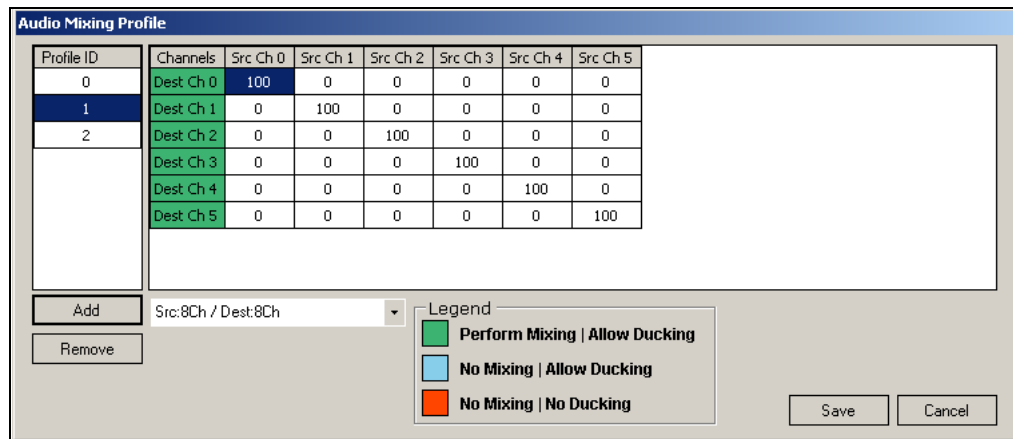 Audio Mixing Profile
Profile ID
0
1
2
Channels Src Ch 0 Src Ch 1 Src Ch 2 Src Ch 3 Src Ch 4 Src Ch 5
Dest Ch 0 100 0 0 0 0 0
Dest Ch 1 0 100 0 0 0 0
Dest Ch 2 0 0 100 0 0 0
Dest Ch 3 0 0 0 100 0 0
Dest Ch 4 0 0 0 0 100 0
Dest Ch 5 0 0 0 0 0 100
Add
Remove
Src:8Ch / Dest:8Ch
Legend
Perform Mixing | Allow Ducking
No Mixing | Allow Ducking
No Mixing | No Ducking
Save
Cancel